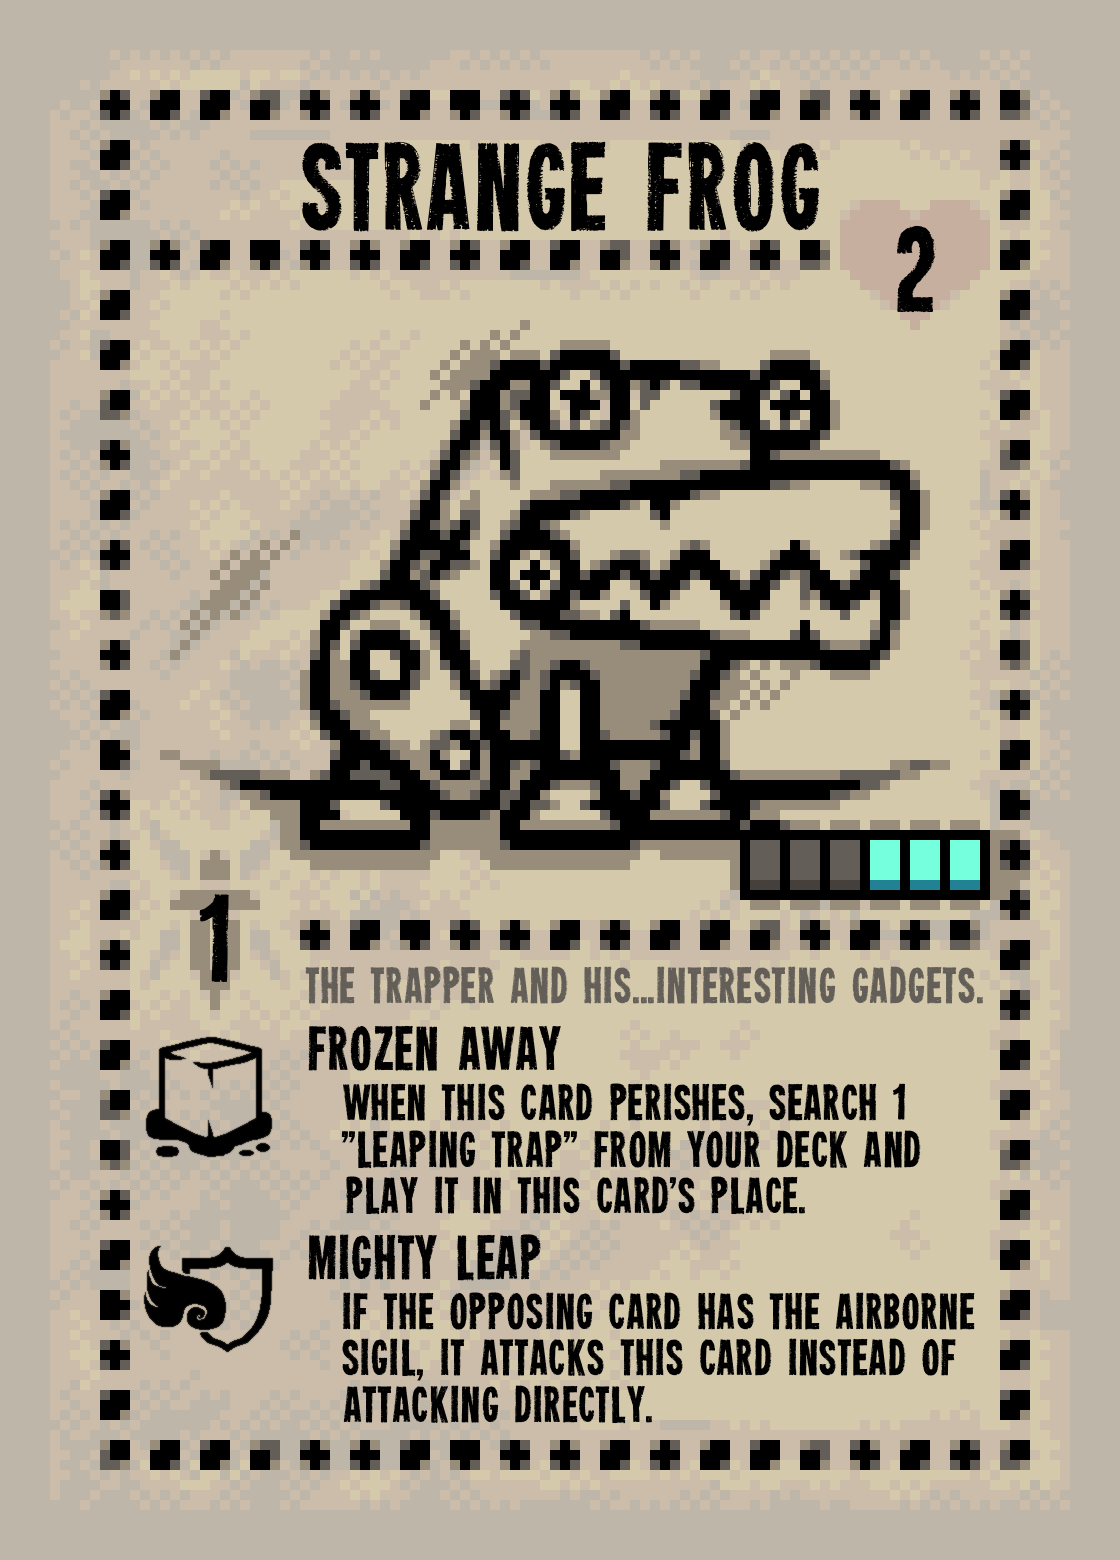 STRANGE FROG
2
1
THE TRAPPER AND HIS...INTERESTING GADGETS.
FROZEN AWAY
WHEN THIS CARD PERISHES, SEARCH 1
"LEAPING TRAP" FROM YOUR DECK AND
PLAY IT IN THIS CARD'S PLACE.
MIGHTY LEAP
IF THE OPPOSING CARD HAS THE AIRBORNE
SIGIL, IT ATTACKS THIS CARD INSTEAD OF
ATTACKING DIRECTLY.